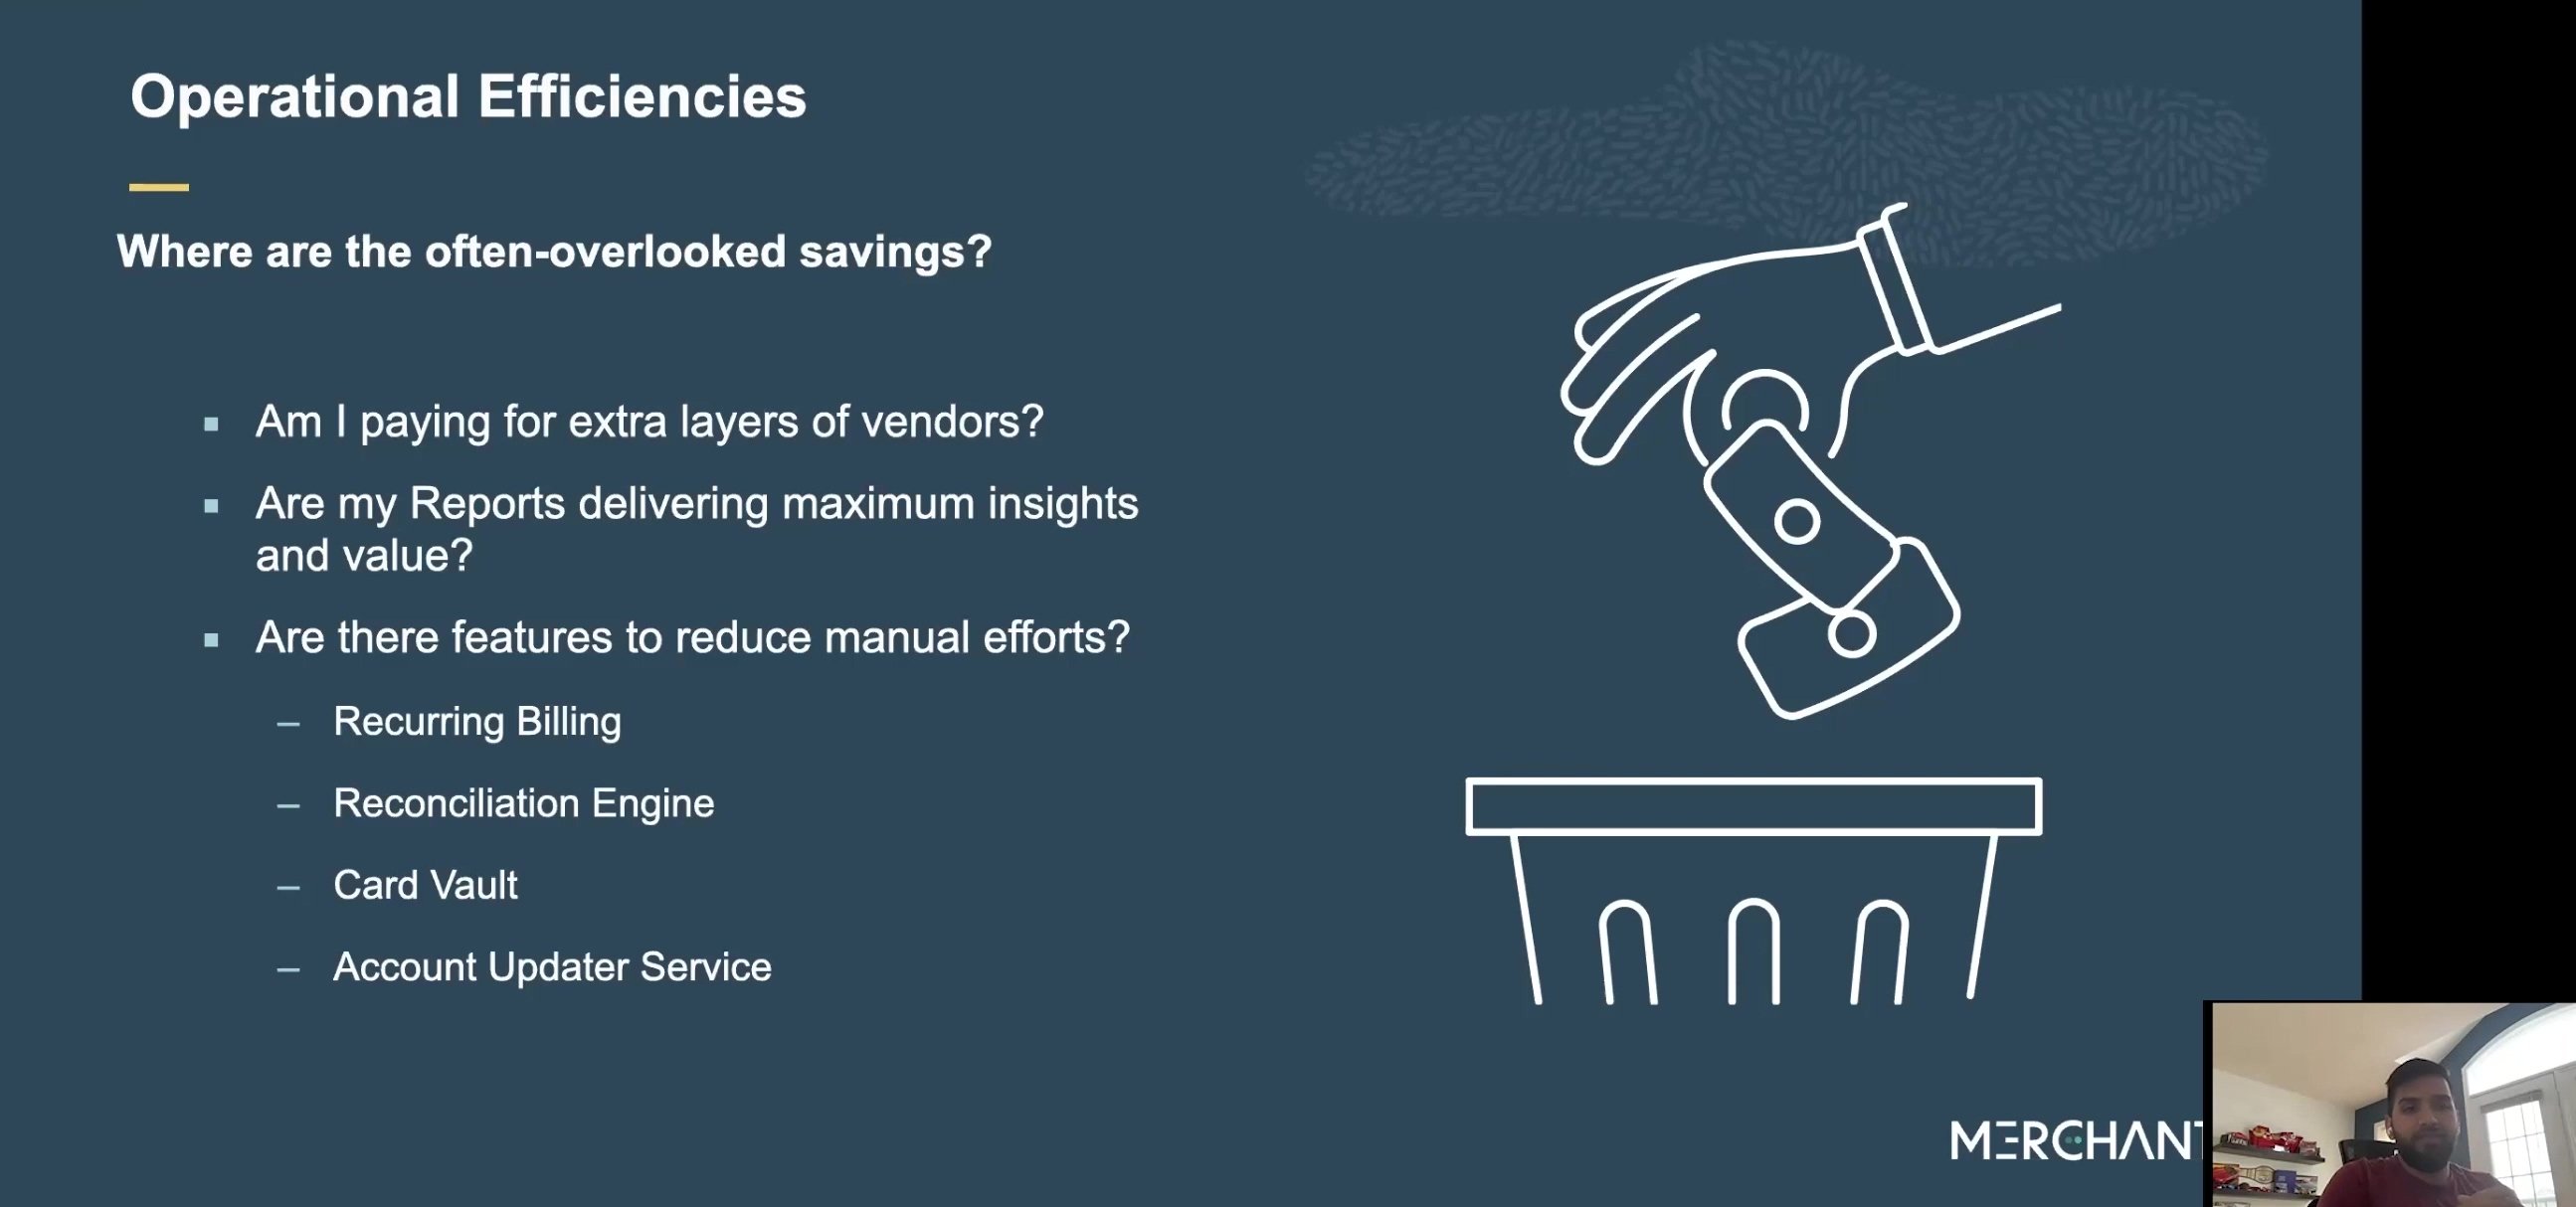 Operational Efficiencies
Where are the often-overlooked savings?
Am I paying for extra layers of vendors?
Are my Reports delivering maximum insights
and value?
Are there features to reduce manual efforts?
– Recurring Billing
– Reconciliation Engine
– Card Vault
– Account Updater Service
MERCHANT